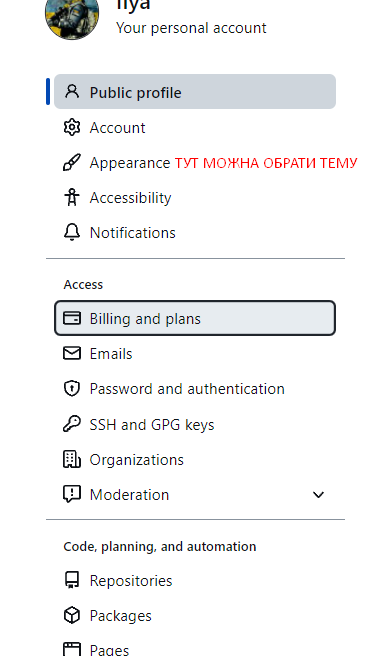 Ilya
Your personal account
Public profile
Account
Appearance ТУТ МОЖНА ОБРАТИ ТЕМУ
Accessibility
Notifications
Access
Billing and plans
Emails
Password and authentication
SSH and GPG keys
Organizations
Moderation
Code, planning, and automation
Repositories
Packages
Pages